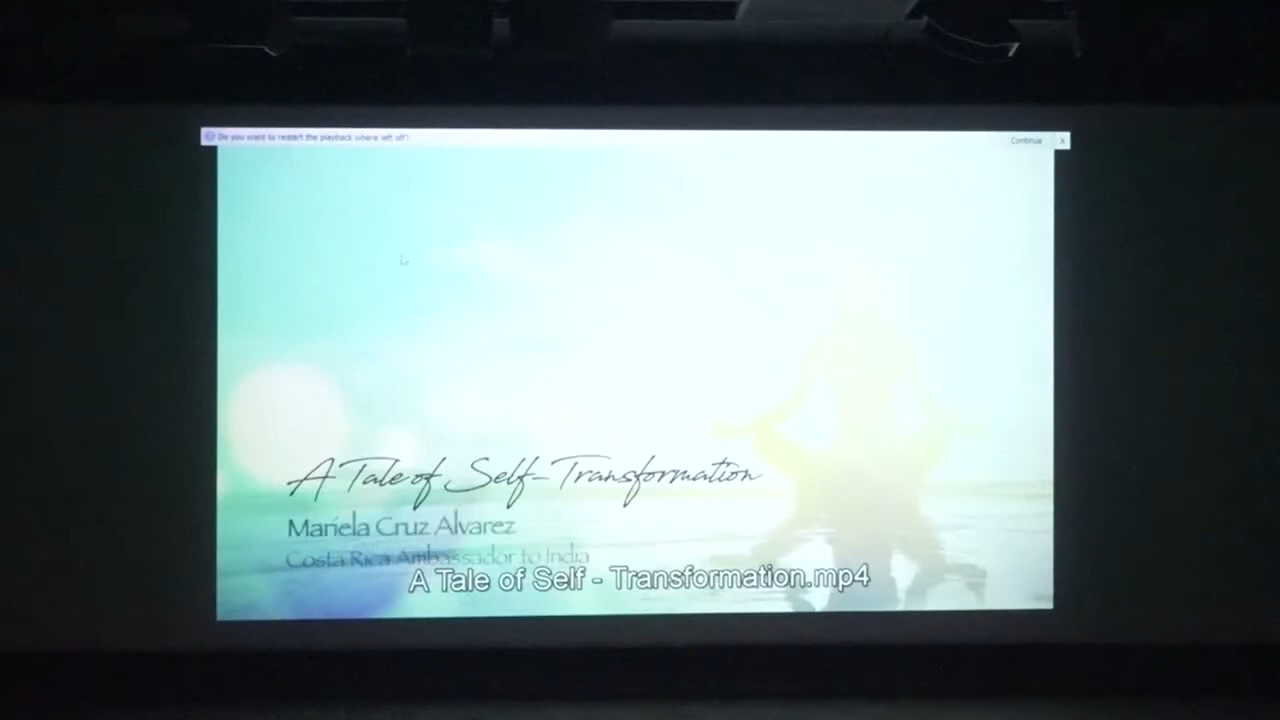 Do you want to restart the playback where left off?
Continue X
A Tale of Self-Transformation
Mariela Cruz Alvarez
Costa Rica Ambassador to India
A Tale of Self - Transformation.mp4